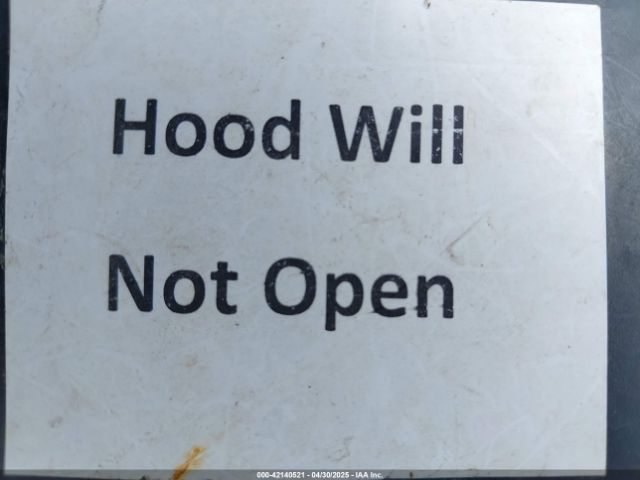 Hood Will
Not Open
000-42140521 - 04/30/2025 - IAA Inc.